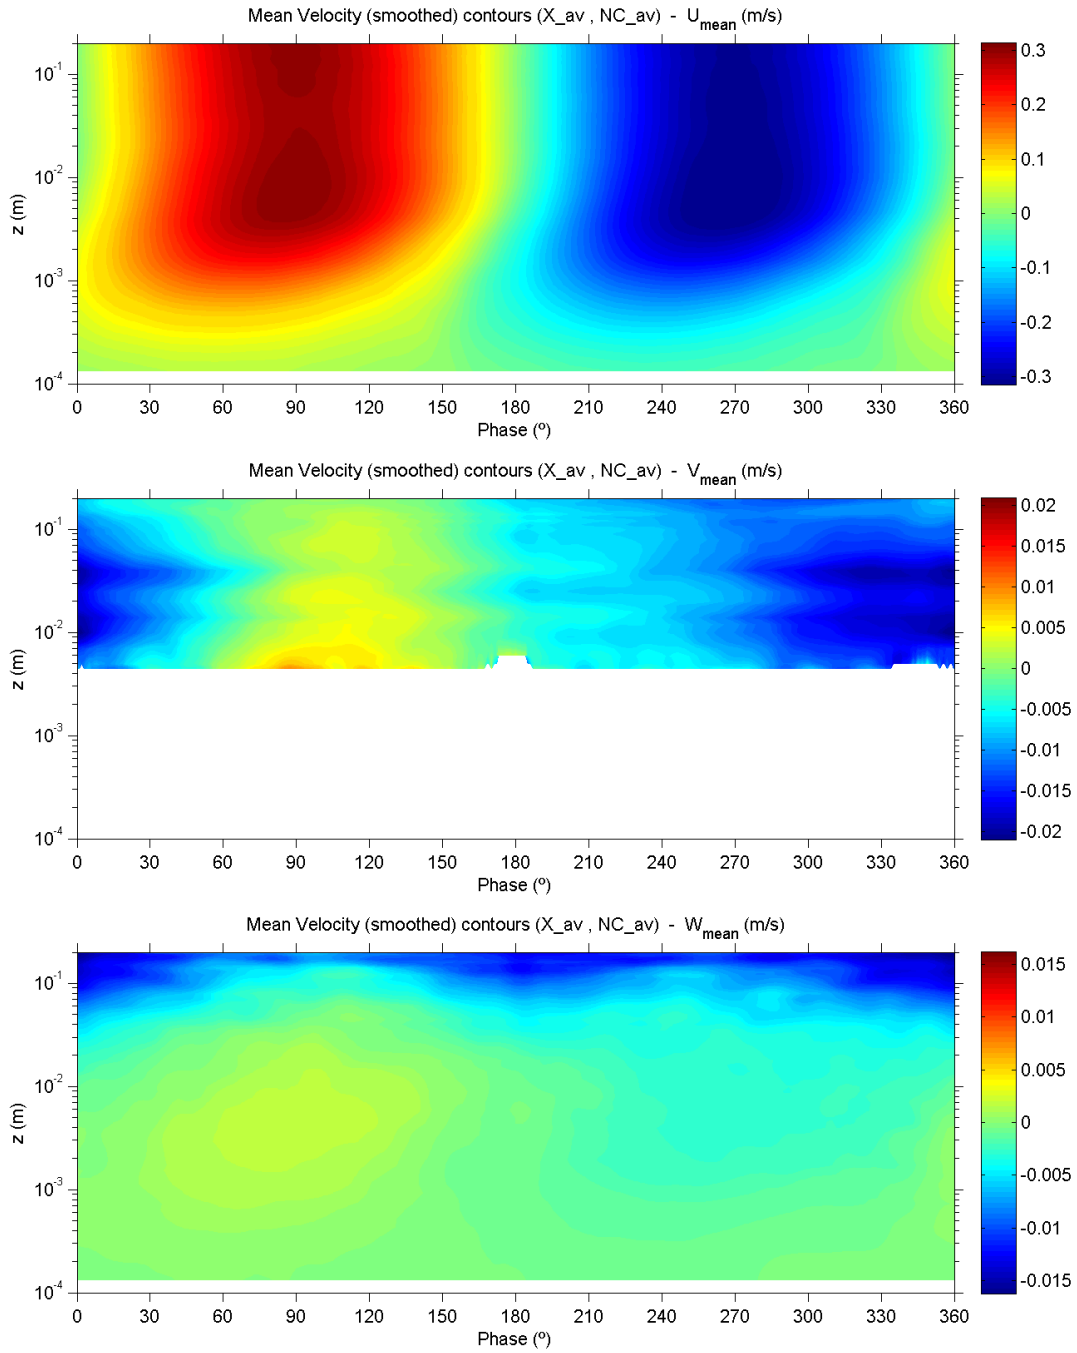 Mean Velocity (smoothed) contours (X_av , NC_av)  -  U_mean (m/s)
10^-1
10^-2
10^-3
10^-4
z (m)
0 30 60 90 120 150 180 210 240 270 300 330 360
Phase (º)
0.3
0.2
0.1
0
-0.1
-0.2
-0.3
Mean Velocity (smoothed) contours (X_av , NC_av)  -  V_mean (m/s)
10^-1
10^-2
10^-3
10^-4
z (m)
0 30 60 90 120 150 180 210 240 270 300 330 360
Phase (º)
0.02
0.015
0.01
0.005
0
-0.005
-0.01
-0.015
-0.02
Mean Velocity (smoothed) contours (X_av , NC_av)  -  W_mean (m/s)
10^-1
10^-2
10^-3
10^-4
z (m)
0 30 60 90 120 150 180 210 240 270 300 330 360
Phase (º)
0.015
0.01
0.005
0
-0.005
-0.01
-0.015